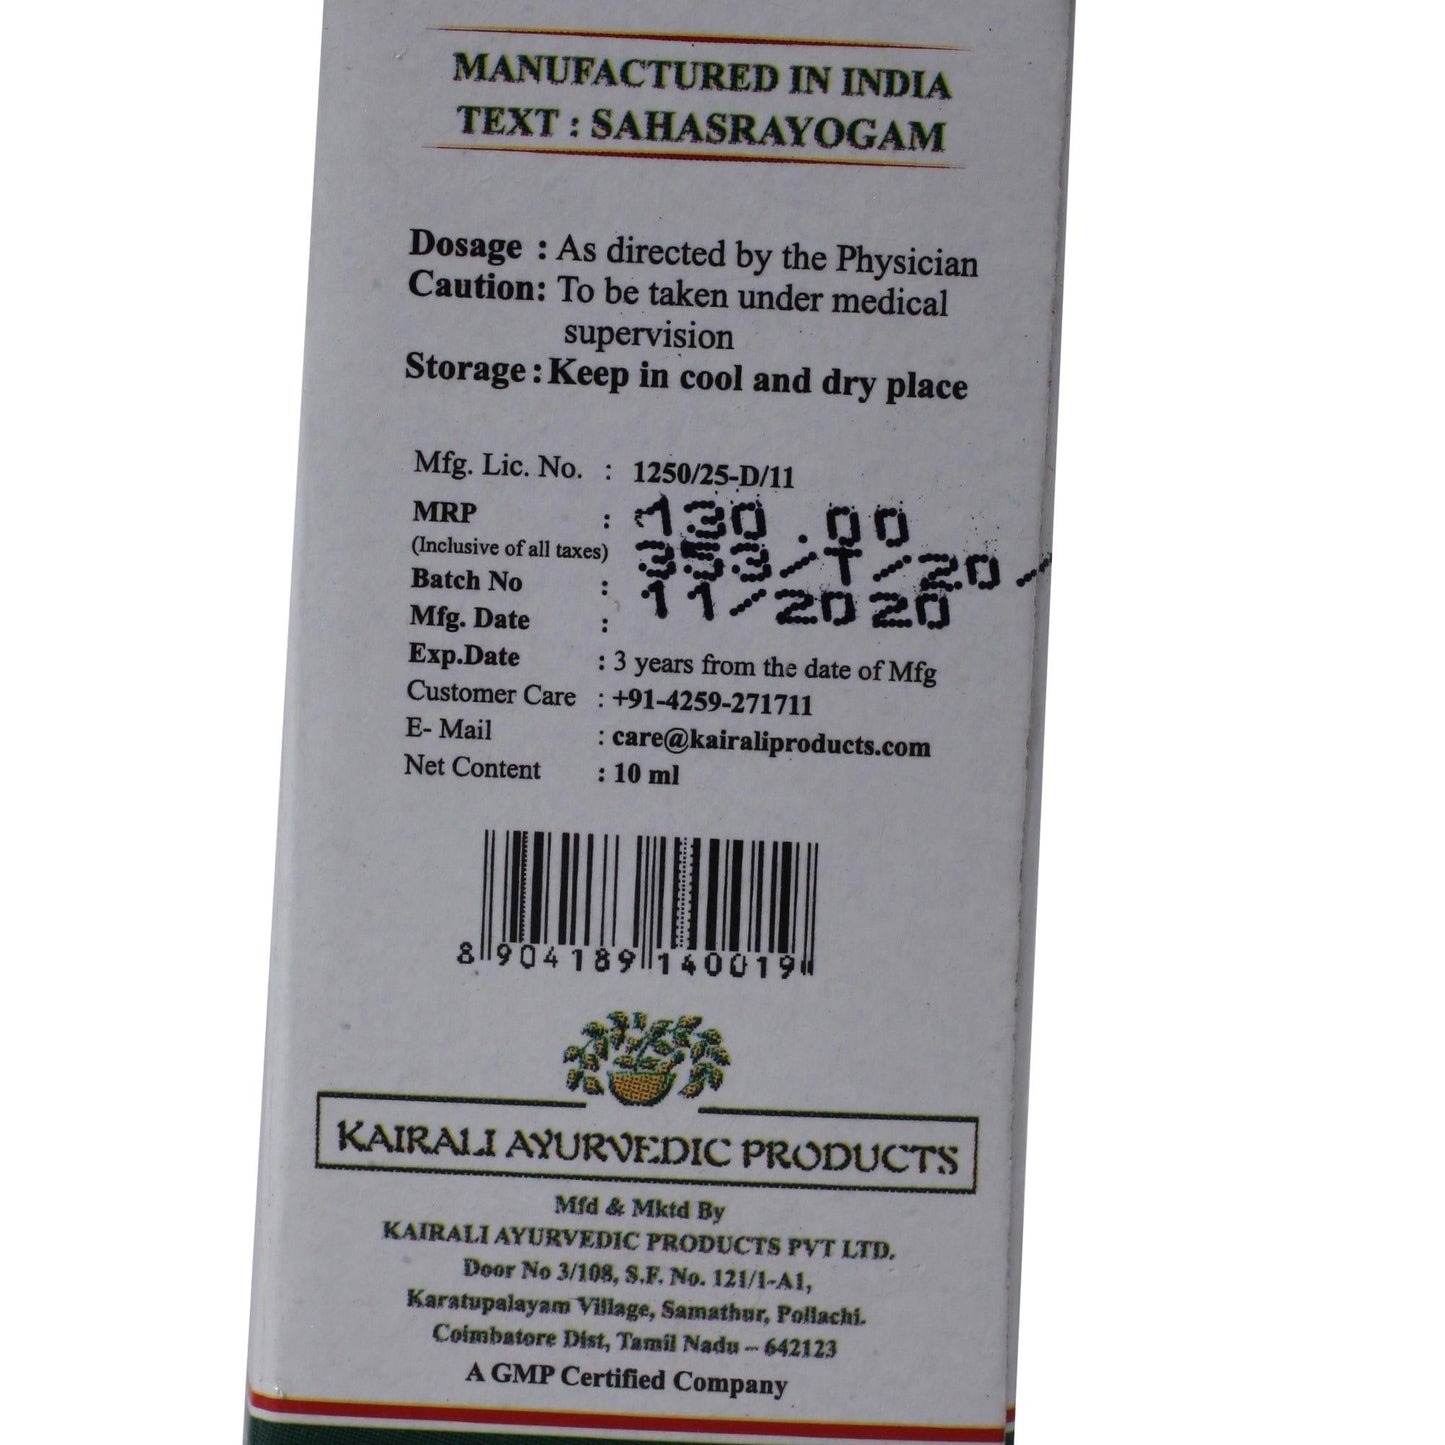 MANUFACTURED IN INDIA
TEXT : SAHASRAYOGAM
Dosage : As directed by the Physician
Caution: To be taken under medical
supervision
Storage : Keep in cool and dry place
Mfg. Lic. No. : 1250/25-D/11
MRP : 130.00
(Inclusive of all taxes)
Batch No : 353/T/20-
Mfg. Date : 11/2020
Exp.Date : 3 years from the date of Mfg
Customer Care : +91-4259-271711
E- Mail : care@kairaliproducts.com
Net Content : 10 ml
8 904189 140019
KAIRALI AYURVEDIC PRODUCTS
Mfd & Mktd By
KAIRALI AYURVEDIC PRODUCTS PVT LTD.
Door No 3/108, S.F. No. 121/1-A1,
Karatupalayam Village, Samathur, Pollachi.
Coimbatore Dist, Tamil Nadu – 642123
A GMP Certified Company